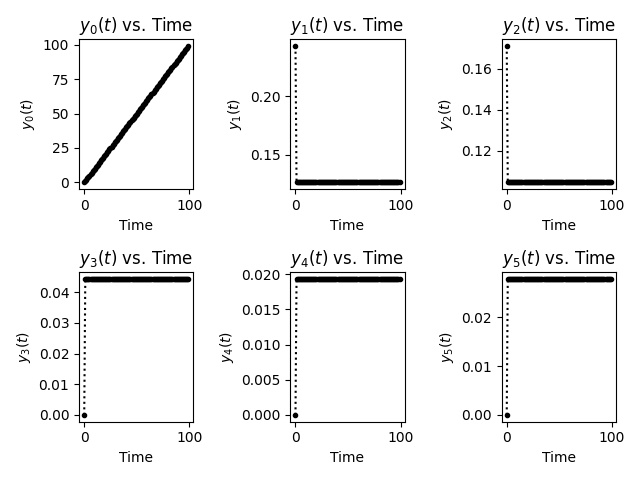 y₀(t) vs. Time
y₁(t) vs. Time
y₂(t) vs. Time
100
75
50
25
0
y₀(t)
0 100
Time
0.20
0.15
y₁(t)
0 100
Time
0.16
0.14
0.12
y₂(t)
0 100
Time
y₃(t) vs. Time
y₄(t) vs. Time
y₅(t) vs. Time
0.04
0.03
0.02
0.01
0.00
y₃(t)
0 100
Time
0.020
0.015
0.010
0.005
0.000
y₄(t)
0 100
Time
0.02
0.01
0.00
y₅(t)
0 100
Time